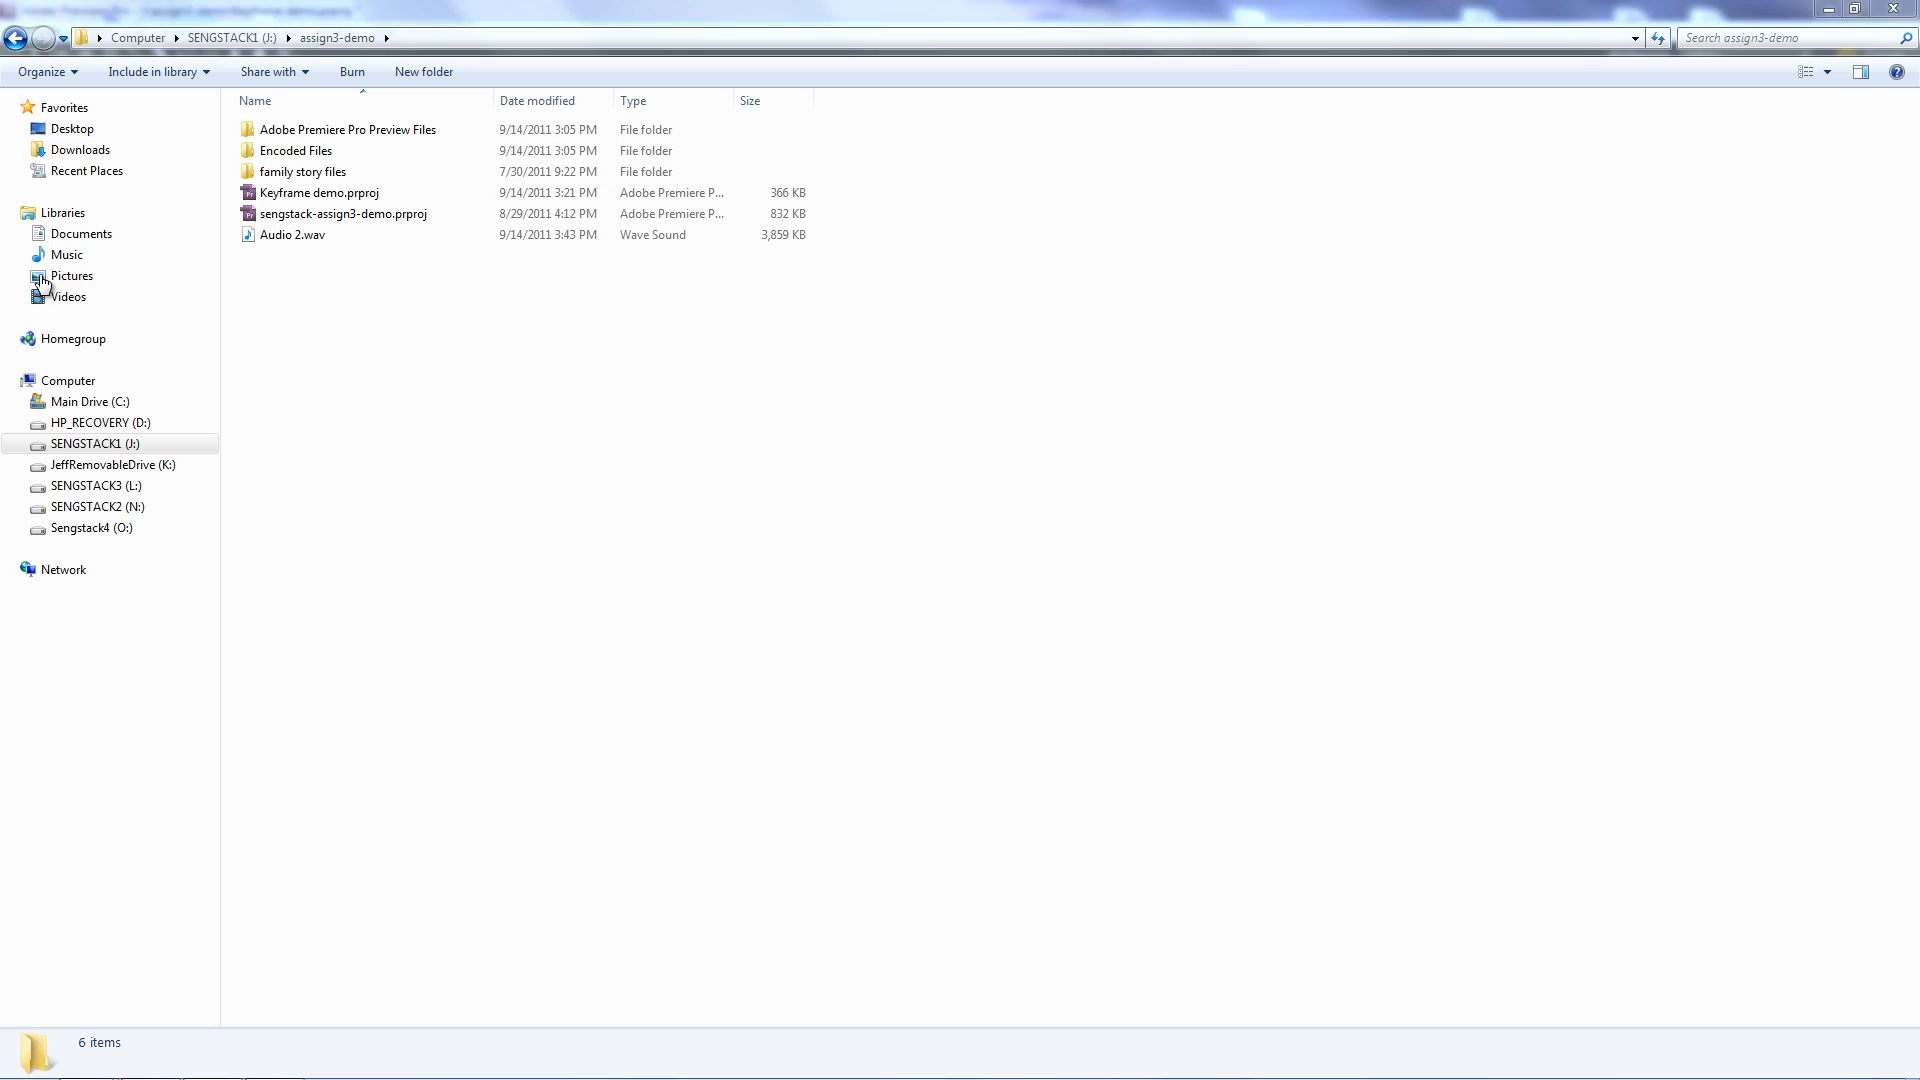 Computer SENGSTACK1 (J:) assign3-demo Search assign3-demo
Organize Include in library Share with Burn New folder
Favorites
Desktop
Downloads
Recent Places
Libraries
Documents
Music
Pictures
Videos
Homegroup
Computer
Main Drive (C:)
HP_RECOVERY (D:)
SENGSTACK1 (J:)
JeffRemovableDrive (K:)
SENGSTACK3 (L:)
SENGSTACK2 (N:)
Sengstack4 (O:)
Network
Name Date modified Type Size
Adobe Premiere Pro Preview Files 9/14/2011 3:05 PM File folder
Encoded Files 9/14/2011 3:05 PM File folder
family story files 7/30/2011 9:22 PM File folder
Keyframe demo.prproj 9/14/2011 3:21 PM Adobe Premiere P... 366 KB
sengstack-assign3-demo.prproj 8/29/2011 4:12 PM Adobe Premiere P... 832 KB
Audio 2.wav 9/14/2011 3:43 PM Wave Sound 3,859 KB
6 items